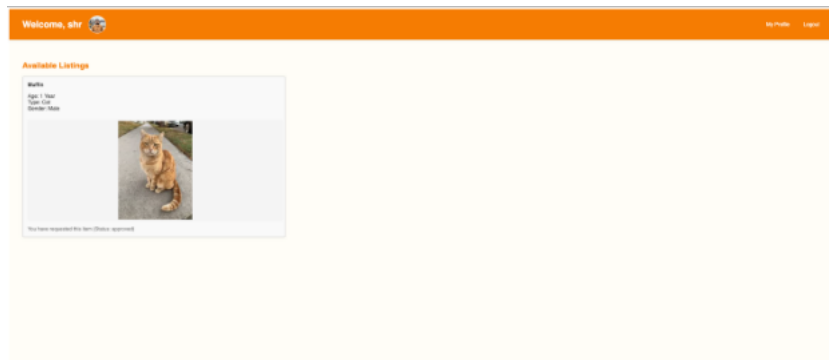 Welcome, shr
My Profile
Logout
Available Listings
Age: 1 Year
Type: Cat
Gender: Male
You have requested this item (Status: approved)